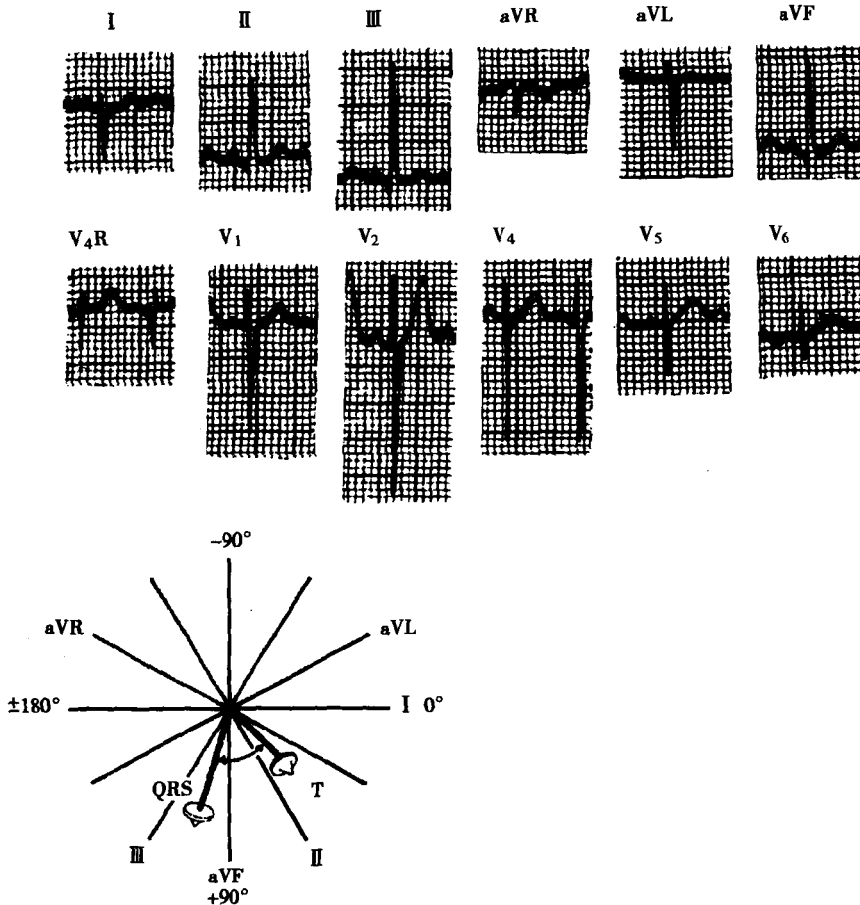 Ⅰ Ⅱ Ⅲ aVR aVL aVF
V₄R V₁ V₂ V₄ V₅ V₆
−90°
aVR aVL
±180° Ⅰ 0°
QRS T
Ⅲ Ⅱ
aVF
+90°